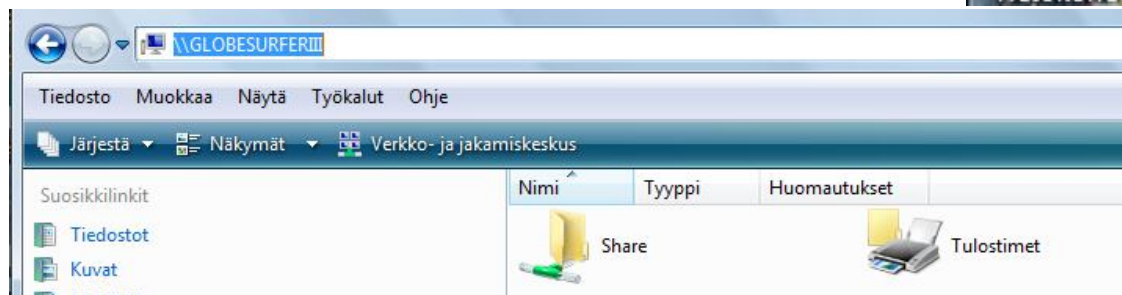 \\GLOBESURFERIII
Tiedosto Muokkaa Näytä Työkalut Ohje
Järjestä Näkymät Verkko- ja jakamiskeskus
Suosikkilinkit
Nimi Tyyppi Huomautukset
Tiedostot
Kuvat
Share
Tulostimet